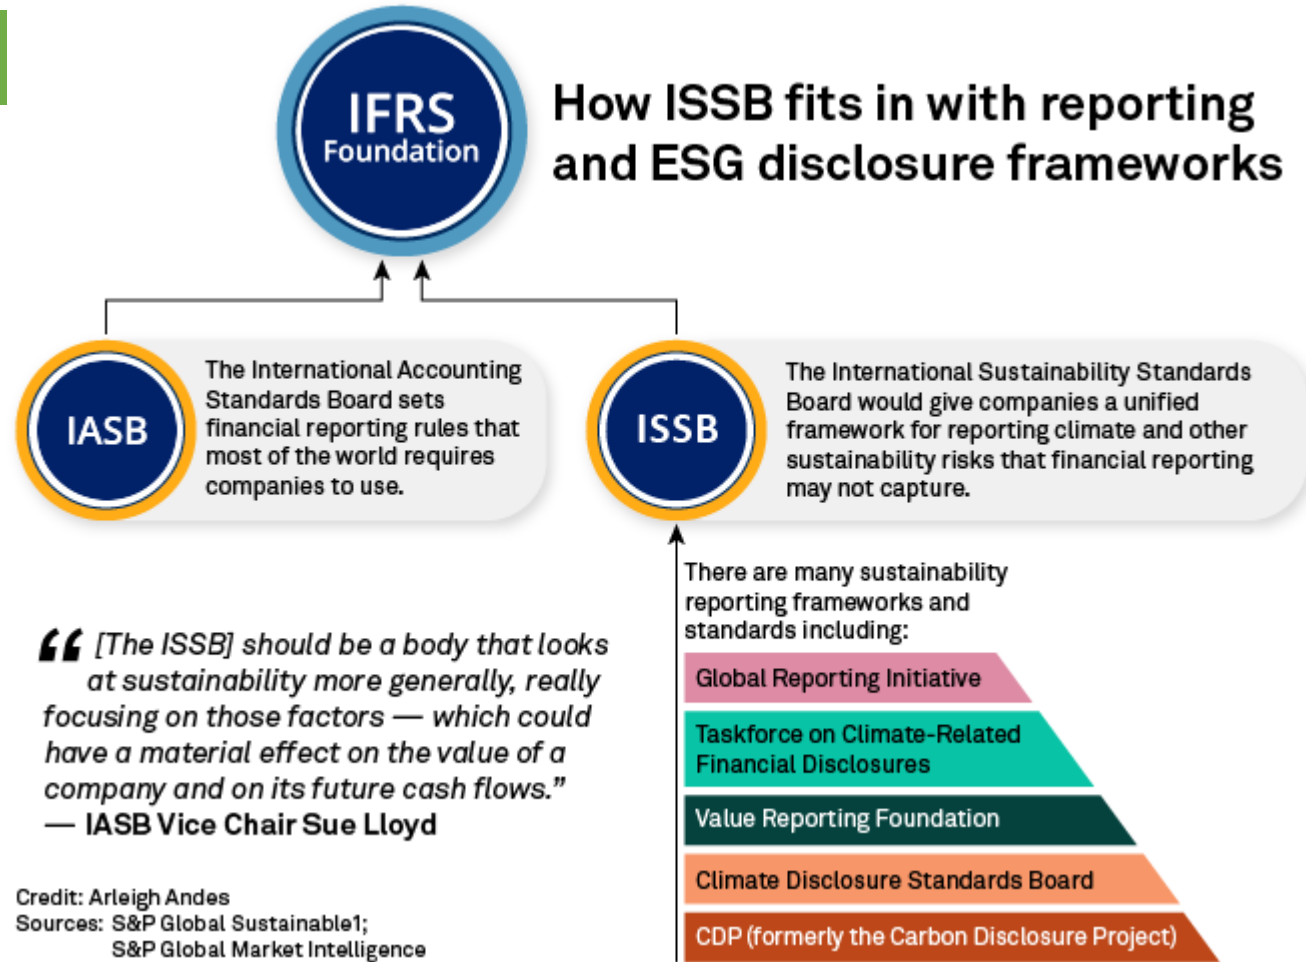 IFRS
Foundation
How ISSB fits in with reporting
and ESG disclosure frameworks
IASB
The International Accounting
Standards Board sets
financial reporting rules that
most of the world requires
companies to use.
ISSB
The International Sustainability Standards
Board would give companies a unified
framework for reporting climate and other
sustainability risks that financial reporting
may not capture.
There are many sustainability
reporting frameworks and
standards including:
Global Reporting Initiative
Taskforce on Climate-Related
Financial Disclosures
Value Reporting Foundation
Climate Disclosure Standards Board
CDP (formerly the Carbon Disclosure Project)
“ [The ISSB] should be a body that looks
at sustainability more generally, really
focusing on those factors — which could
have a material effect on the value of a
company and on its future cash flows.”
— IASB Vice Chair Sue Lloyd
Credit: Arleigh Andes
Sources: S&P Global Sustainable1;
S&P Global Market Intelligence